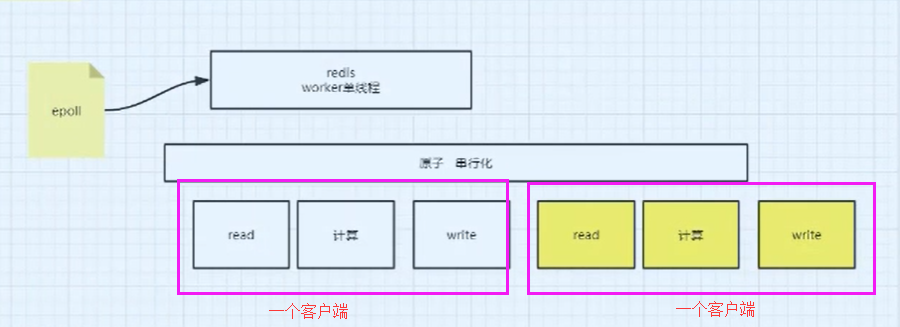 redis
worker单线程
epoll
原子 串行化
read
计算
write
read
计算
write
一个客户端
一个客户端